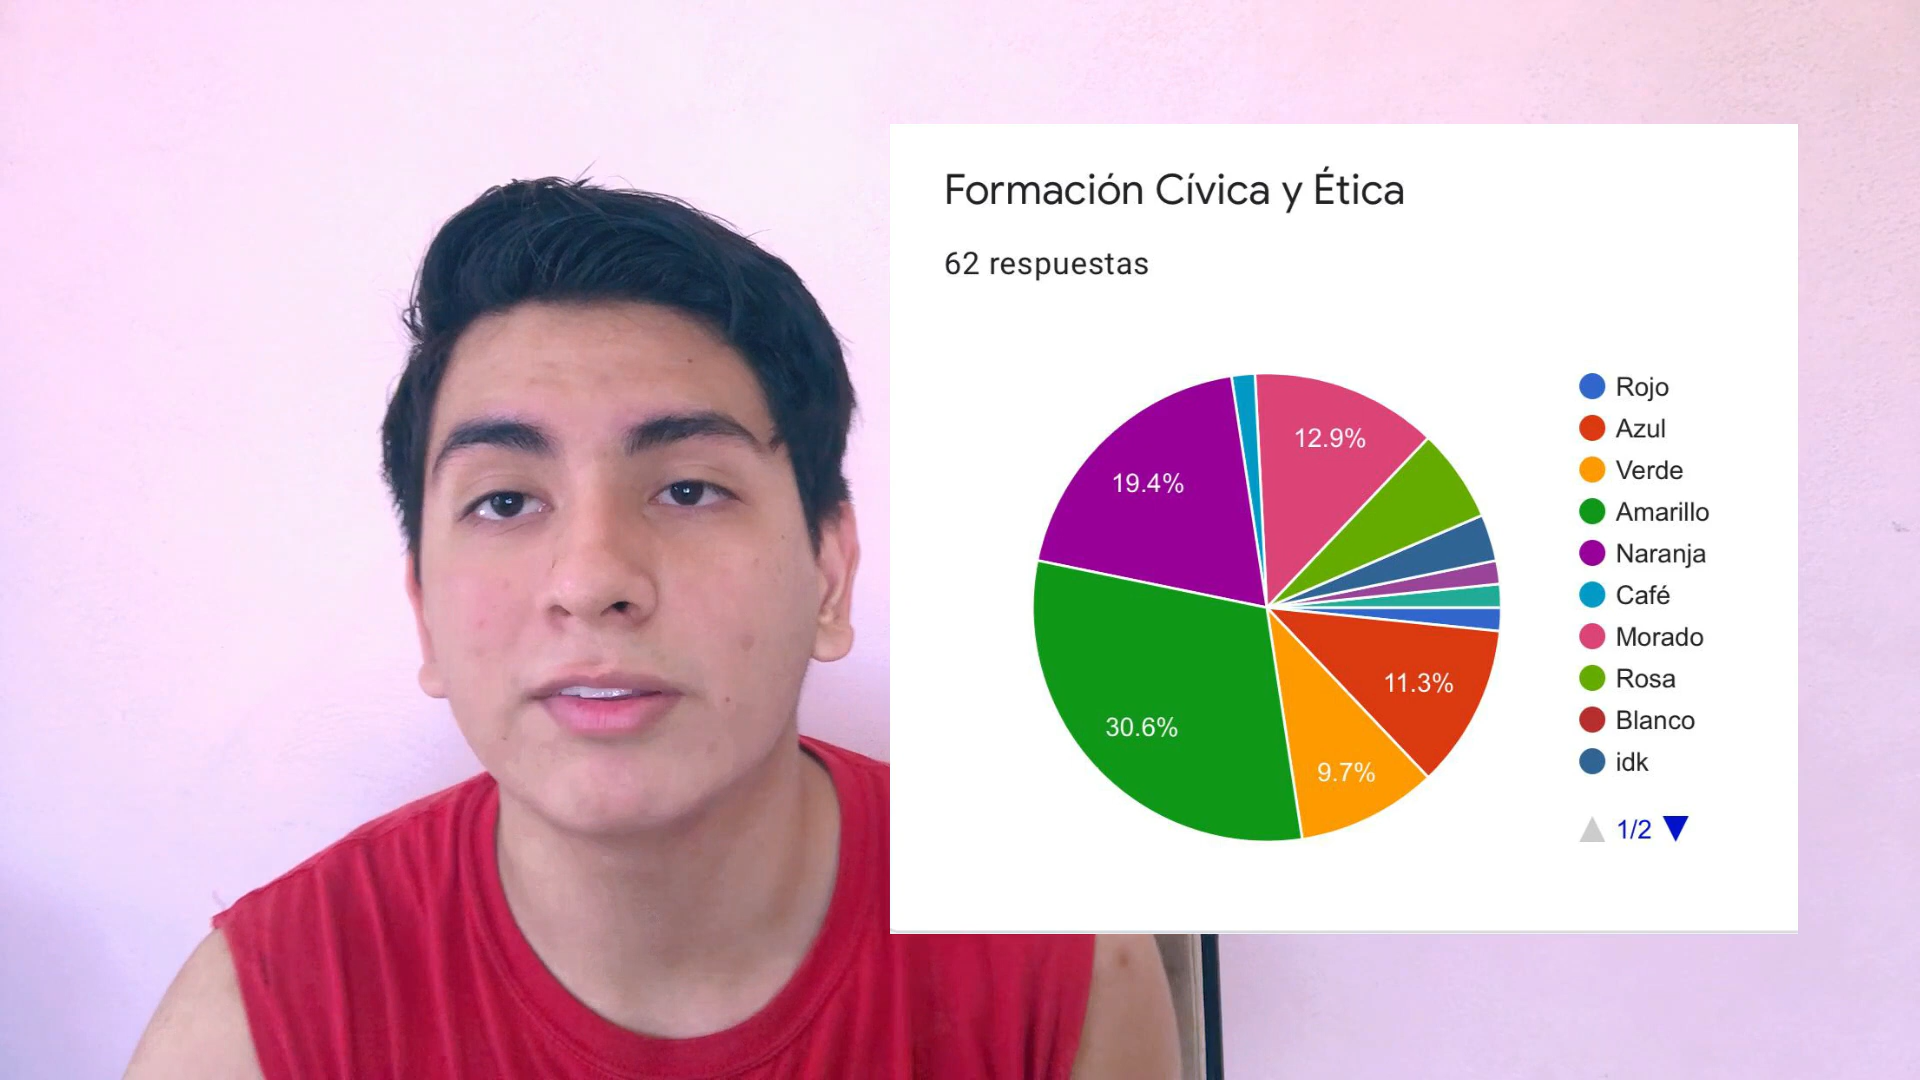 Formación Cívica y Ética
62 respuestas
12.9%
19.4%
11.3%
30.6%
9.7%
Rojo
Azul
Verde
Amarillo
Naranja
Café
Morado
Rosa
Blanco
idk
1/2